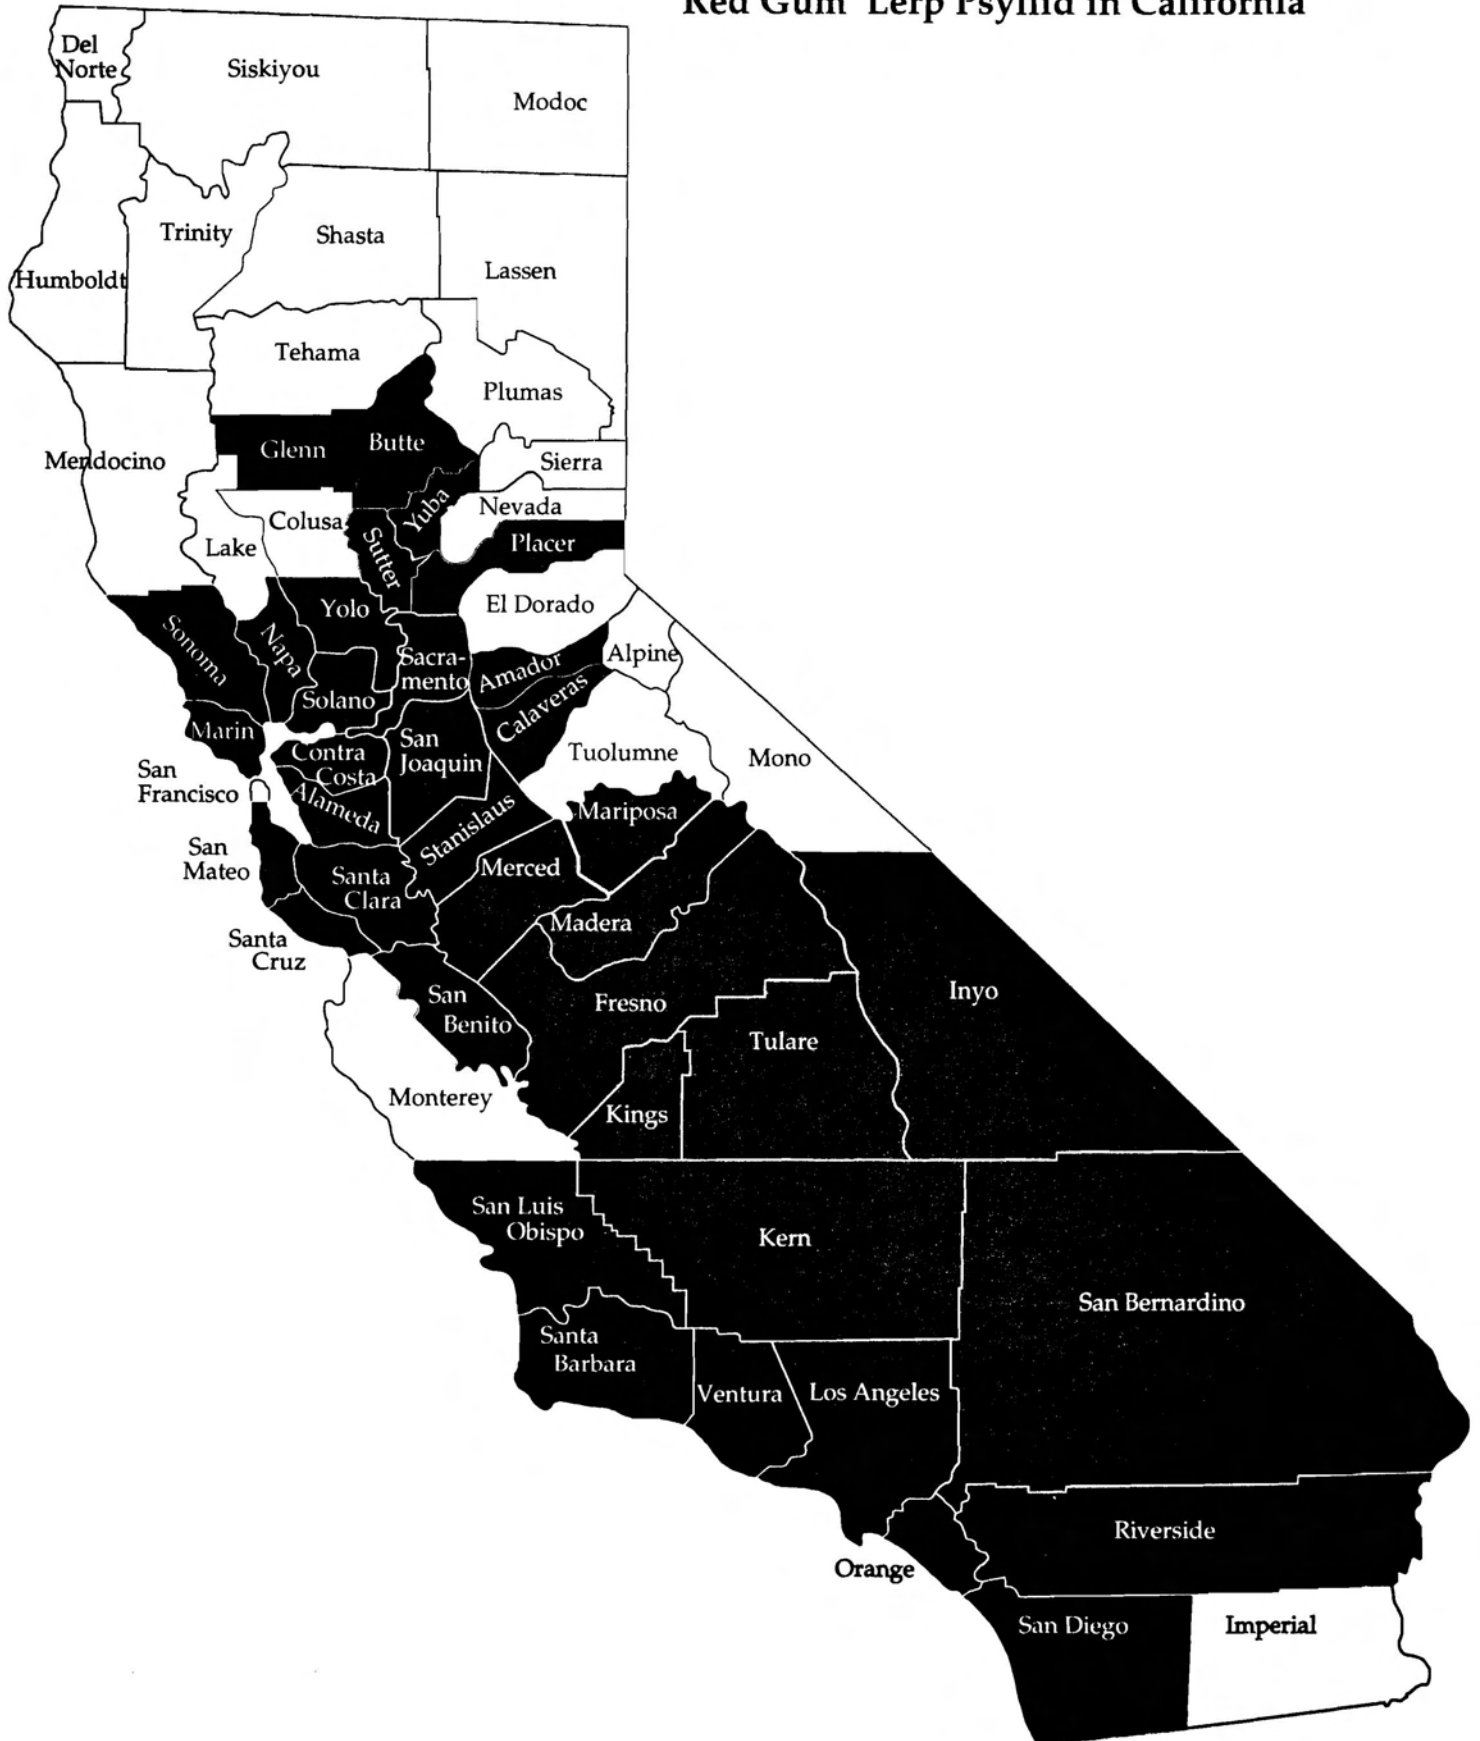 Red Gum Lerp Psyllid in California
Del
Norte
Siskiyou
Modoc
Trinity
Shasta
Humboldt
Lassen
Tehama
Plumas
Glenn
Butte
Mendocino
Sierra
Yuba
Nevada
Colusa
Sutter
Lake
Placer
Yolo
El Dorado
Sonoma
Napa
Sacra-
mento
Amador
Alpine
Solano
Calaveras
Marin
Contra
Costa
San
Joaquin
Tuolumne
Mono
San
Francisco
Alameda
Mariposa
Stanislaus
San
Mateo
Santa
Clara
Merced
Madera
Santa
Cruz
San
Benito
Fresno
Inyo
Tulare
Monterey
Kings
San Luis
Obispo
Kern
San Bernardino
Santa
Barbara
Ventura
Los Angeles
Riverside
Orange
San Diego
Imperial